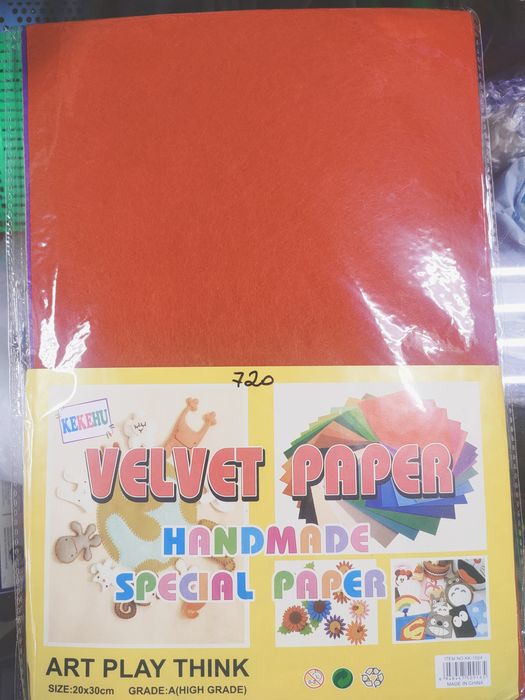 720
KEKEHU
VELVET PAPER
HANDMADE
SPECIAL PAPER
ART PLAY THINK
SIZE:20x30cm GRADE:A(HIGH GRADE)
MADE IN CHINA